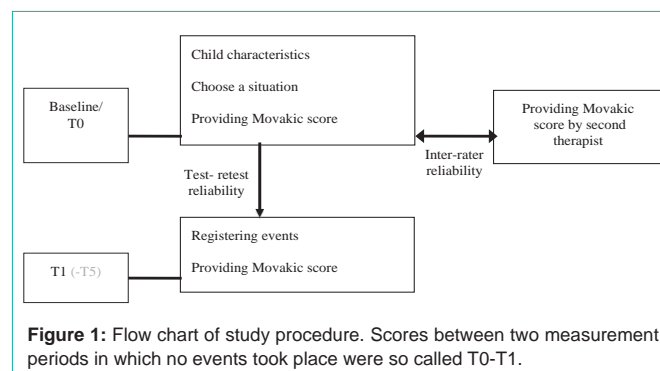 Child characteristics
Choose a situation
Providing Movakic score
Baseline/
T0
Providing Movakic
score by second
therapist
Inter-rater
reliability
Test- retest
reliability
Registering events
Providing Movakic score
T1 (-T5)
Figure 1: Flow chart of study procedure. Scores between two measurement
periods in which no events took place were so called T0-T1.